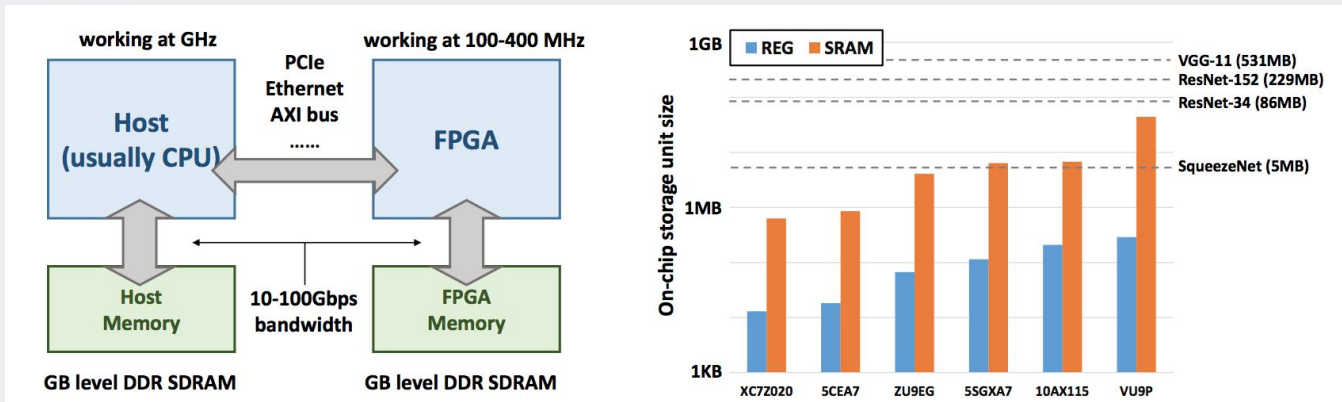 working at GHz
Host
(usually CPU)
PCIe
Ethernet
AXI bus
......
working at 100-400 MHz
FPGA
Host
Memory
10-100Gbps
bandwidth
FPGA
Memory
GB level DDR SDRAM
GB level DDR SDRAM
REG
SRAM
On-chip storage unit size
1GB
1MB
1KB
VGG-11 (531MB)
ResNet-152 (229MB)
ResNet-34 (86MB)
SqueezeNet (5MB)
XC7Z020
5CEA7
ZU9EG
5SGXA7
10AX115
VU9P